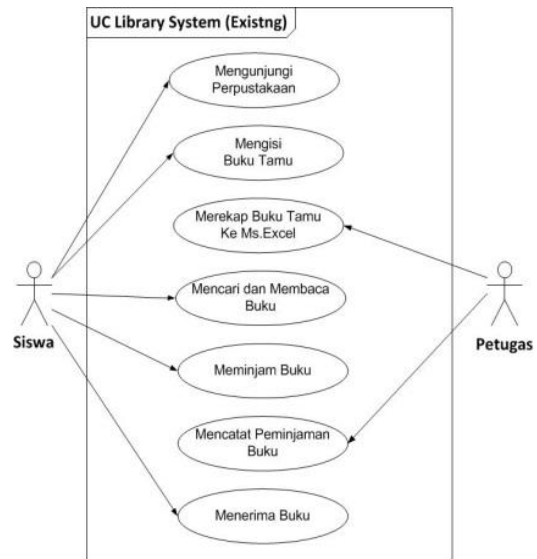 UC Library System (Existng)
Mengunjungi
Perpustakaan
Mengisi
Buku Tamu
Merekap Buku Tamu
Ke Ms.Excel
Mencari dan Membaca
Buku
Siswa
Petugas
Meminjam Buku
Mencatat Peminjaman
Buku
Menerima Buku